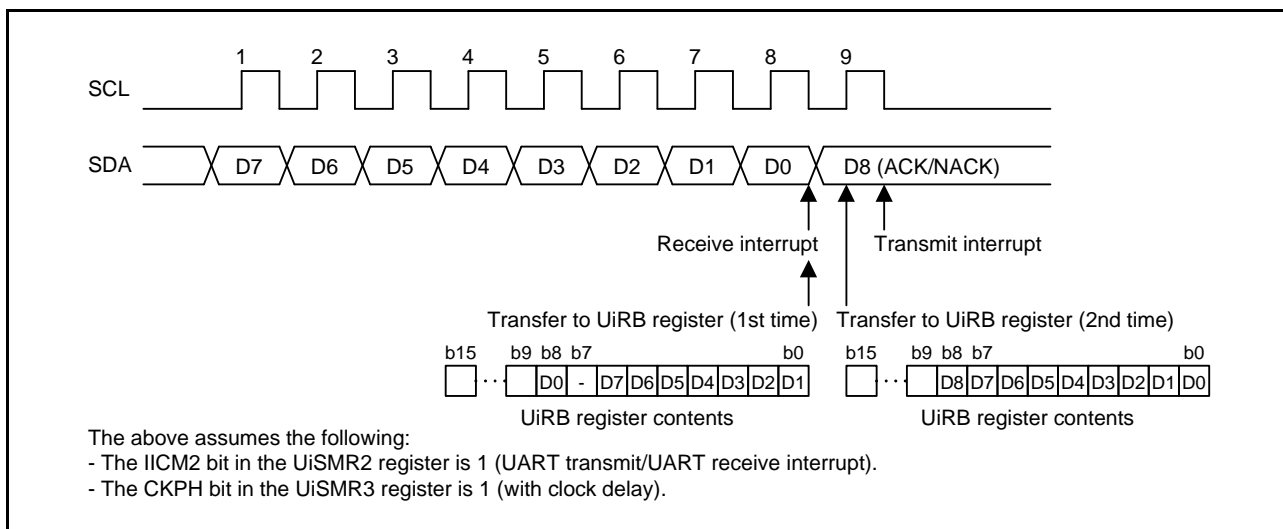 1 2 3 4 5 6 7 8 9
SCL
SDA D7 D6 D5 D4 D3 D2 D1 D0 D8 (ACK/NACK)
Receive interrupt Transmit interrupt
Transfer to UiRB register (1st time) Transfer to UiRB register (2nd time)
b15 b9 b8 b7 b0 b15 b9 b8 b7 b0
D0 - D7 D6 D5 D4 D3 D2 D1 D8 D7 D6 D5 D4 D3 D2 D1 D0
UiRB register contents UiRB register contents
The above assumes the following:
- The IICM2 bit in the UiSMR2 register is 1 (UART transmit/UART receive interrupt).
- The CKPH bit in the UiSMR3 register is 1 (with clock delay).